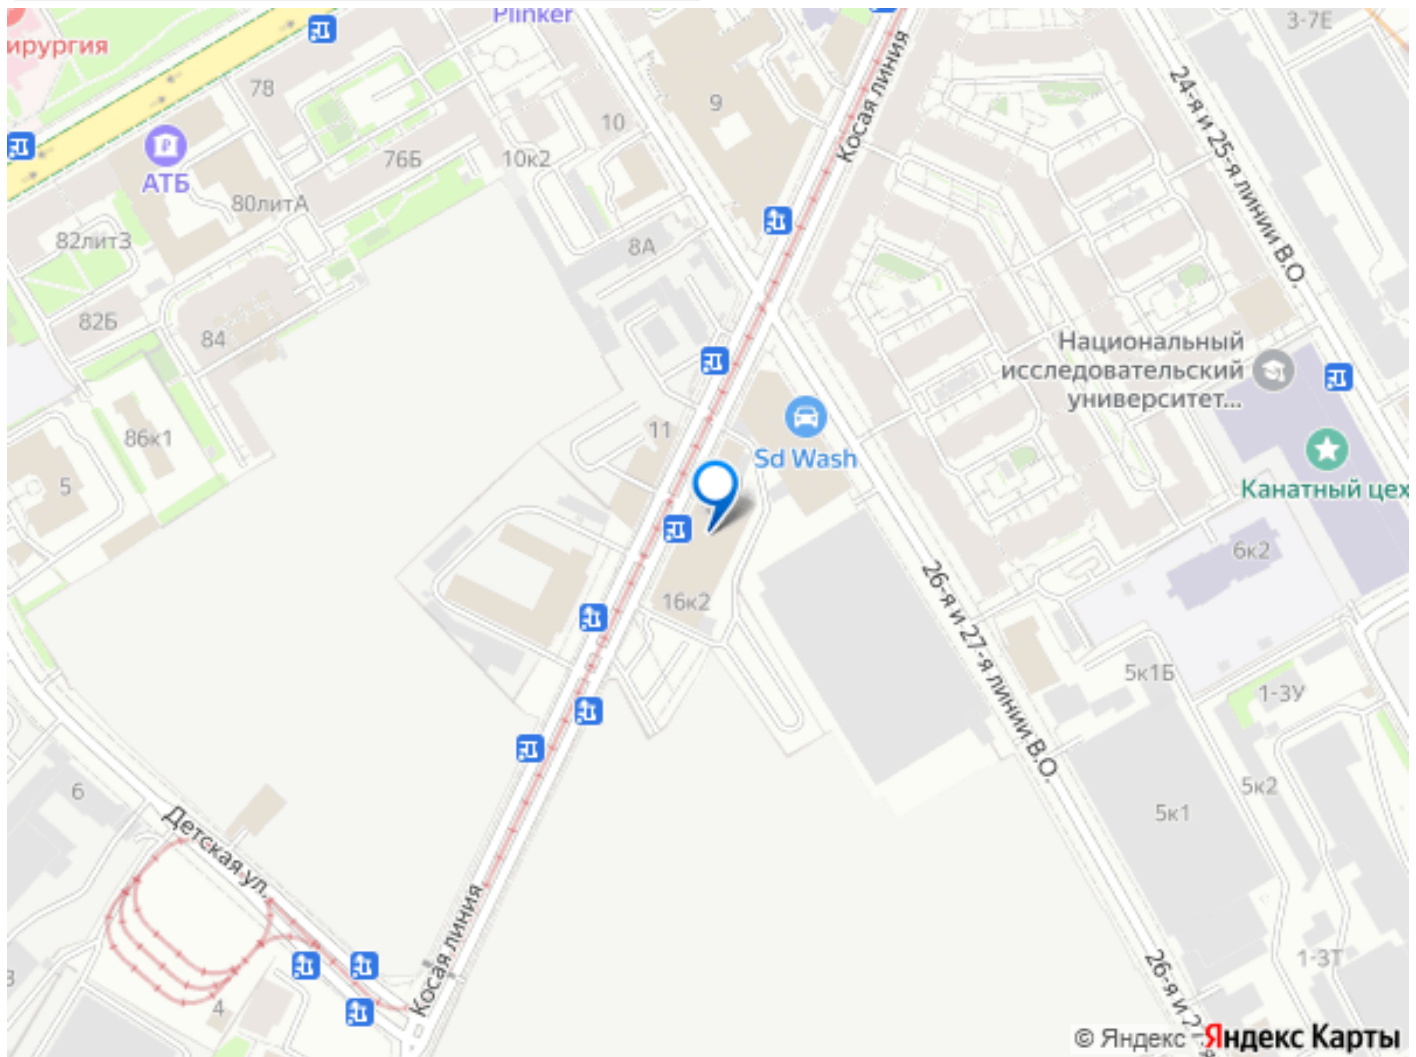 Plinker
3-7Е
ирургия
78
9
10
Косая линия
24-я и 25-я линии В.О.
76Б
10к2
АТБ
80литА
82литЗ
8А
82Б
84
Национальный
исследовательский
университет...
86к1
11
Sd Wash
5
Канатный цех
6к2
16к2
26-я и 27-я линии В.О.
5к1Б
1-3У
6
5к2
5к1
Детская ул.
Косая линия
1-3Т
26-я и 2
4
© Яндекс Яндекс Карты